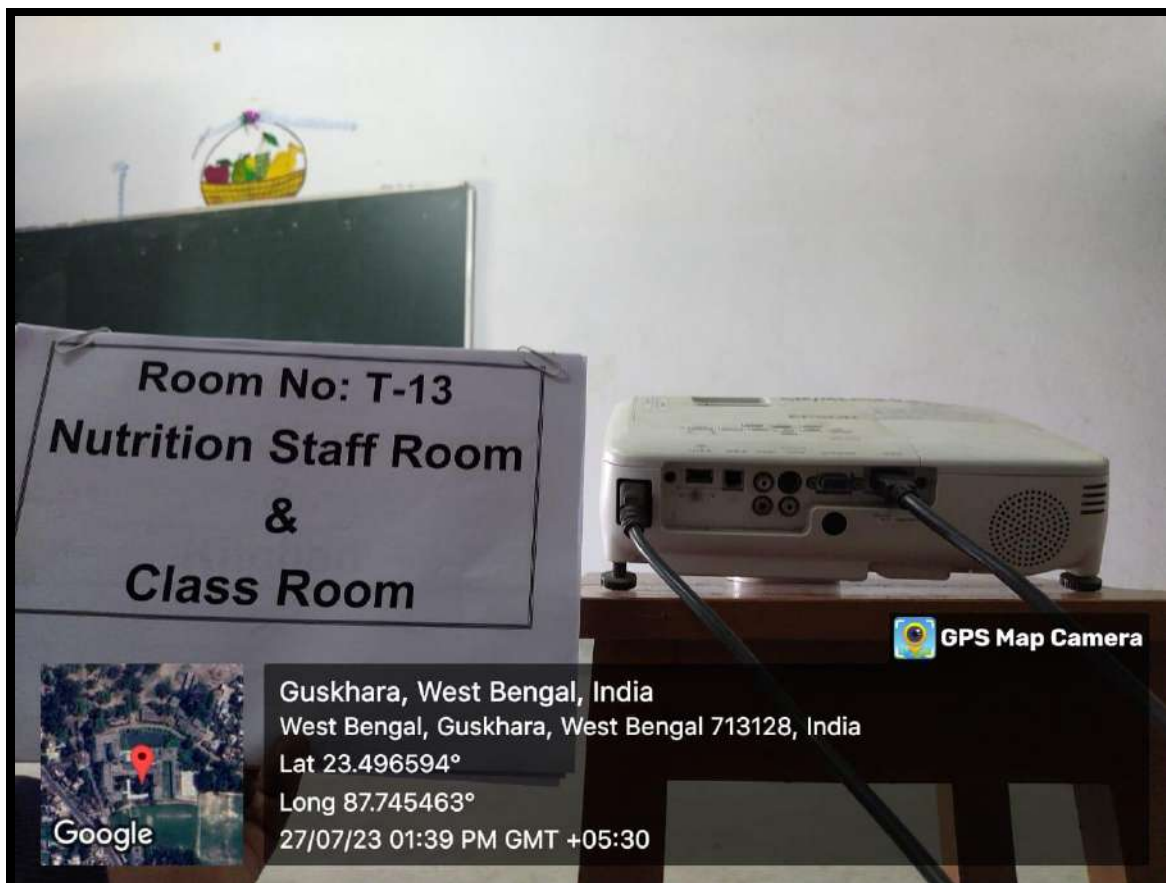 Room No: T-13
Nutrition Staff Room
&
Class Room
GPS Map Camera
Guskhara, West Bengal, India
West Bengal, Guskhara, West Bengal 713128, India
Lat 23.496594°
Long 87.745463°
27/07/23 01:39 PM GMT +05:30
Google